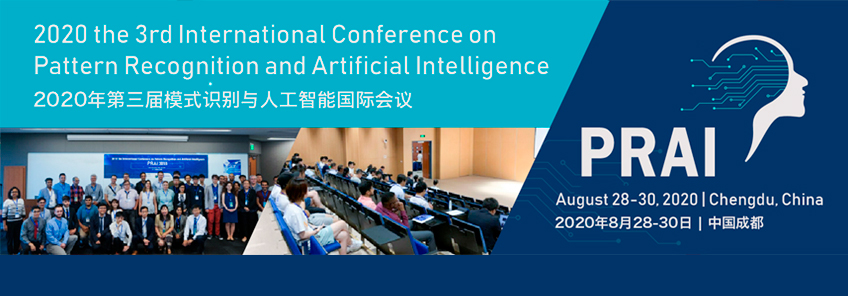 2020 the 3rd International Conference on
Pattern Recognition and Artificial Intelligence
2020年第三届模式识别与人工智能国际会议
PRAI
August 28-30, 2020 | Chengdu, China
2020年8月28-30日 | 中国成都
PRAI 2019